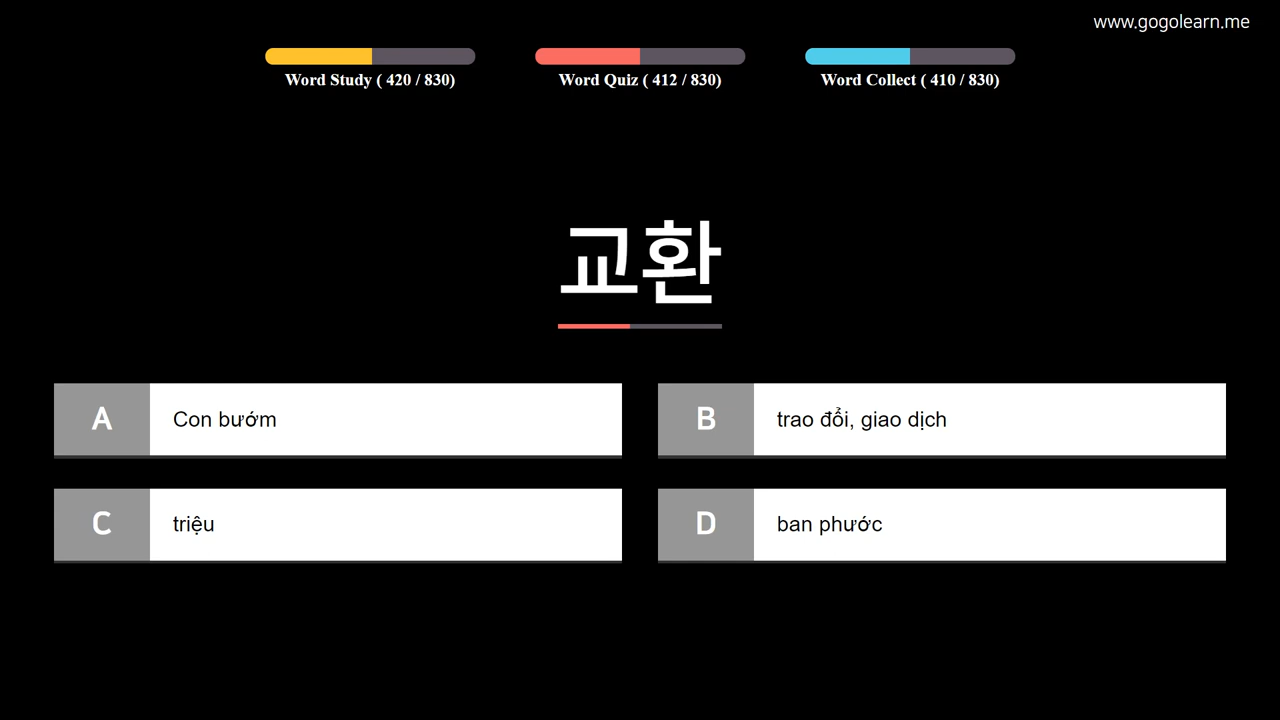 www.gogolearn.me
Word Study ( 420 / 830)
Word Quiz ( 412 / 830)
Word Collect ( 410 / 830)
교환
A Con bướm
B trao đổi, giao dịch
C triệu
D ban phước